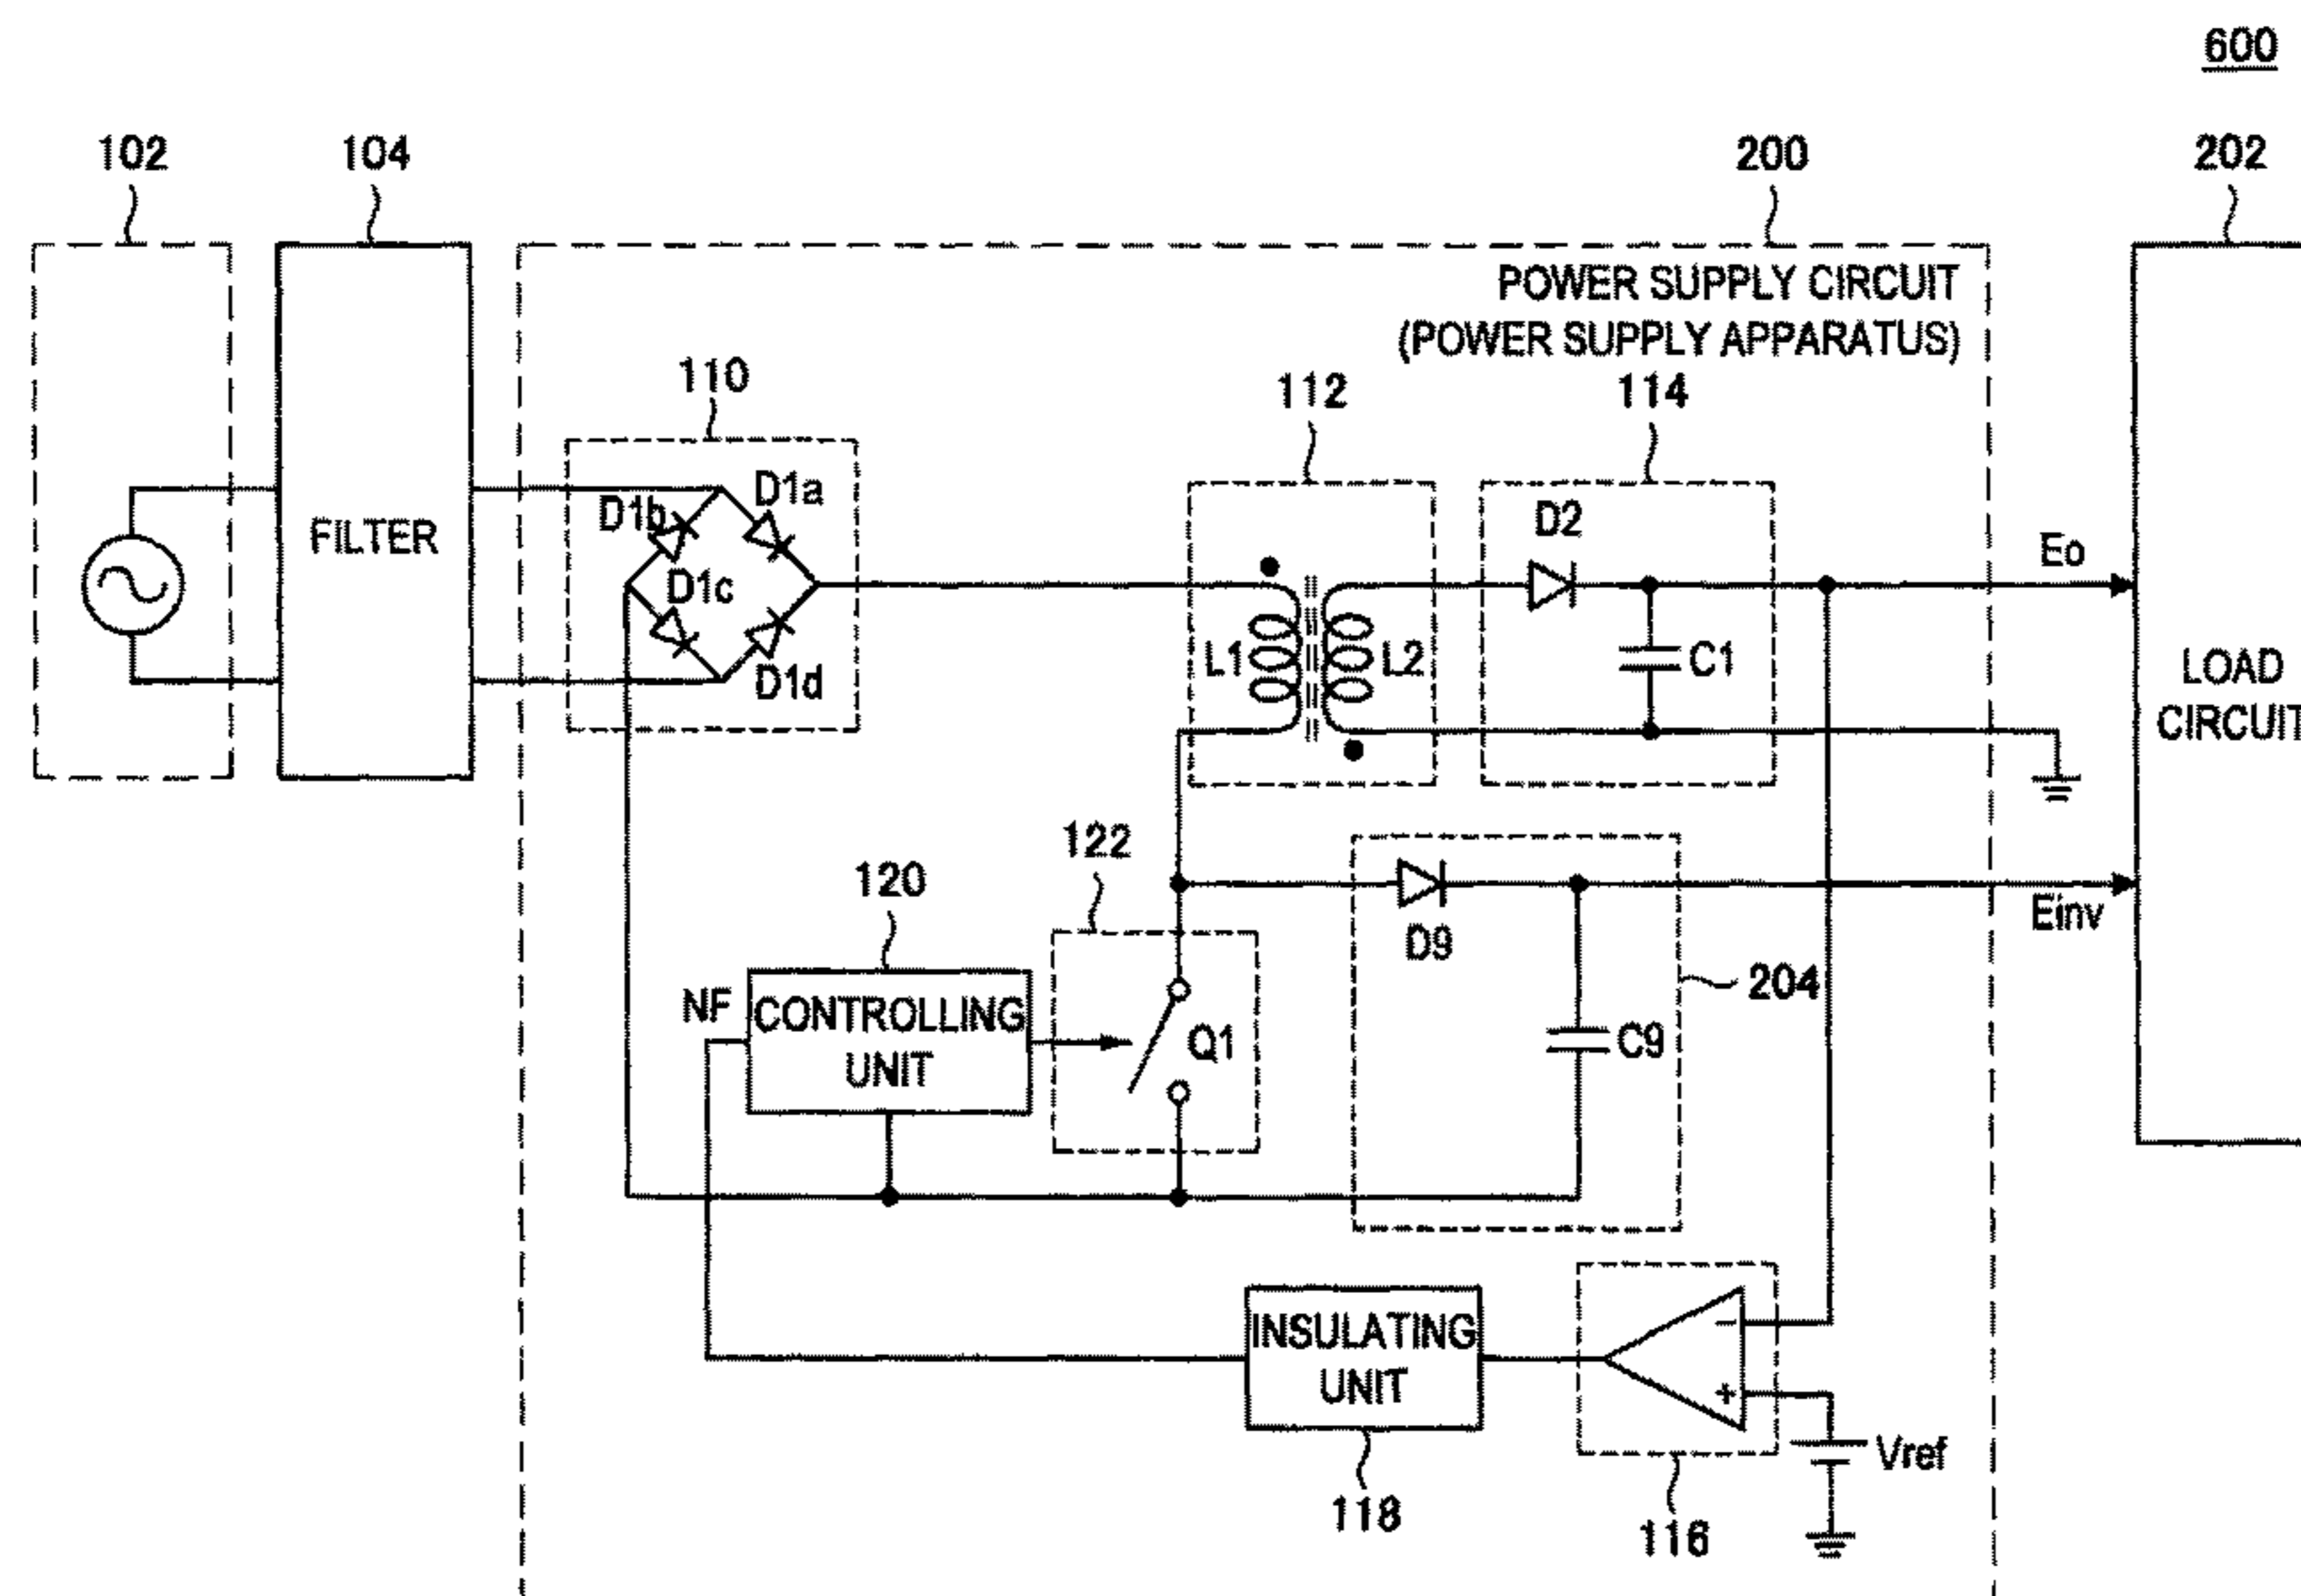 600
102
104
200
202
POWER SUPPLY CIRCUIT
(POWER SUPPLY APPARATUS)
110
112
114
D1a
D1b
D2
FILTER
Eo
D1c
L1
L2
C1
LOAD
CIRCUIT
D1d
122
120
Einv
D9
204
NF
CONTROLLING
UNIT
Q1
C9
INSULATING
UNIT
−
+
Vref
118
116